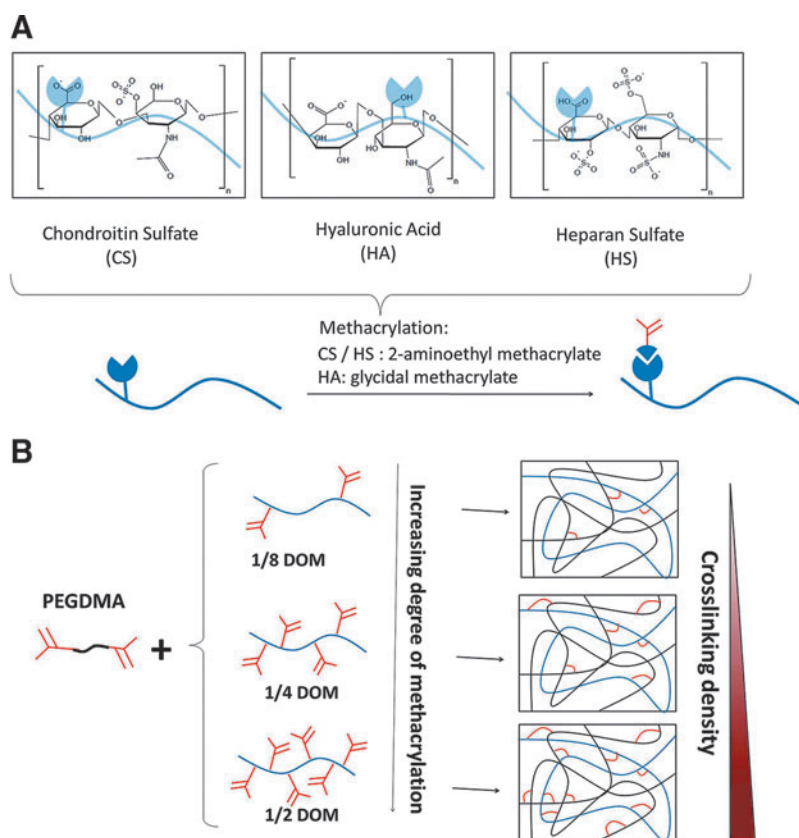 A
Chondroitin Sulfate
(CS)
Hyaluronic Acid
(HA)
Heparan Sulfate
(HS)
Methacrylation:
CS / HS : 2-aminoethyl methacrylate
HA: glycidal methacrylate
B
PEGDMA
+
1/8 DOM
1/4 DOM
1/2 DOM
Increasing degree of methacrylation
Crosslinking density